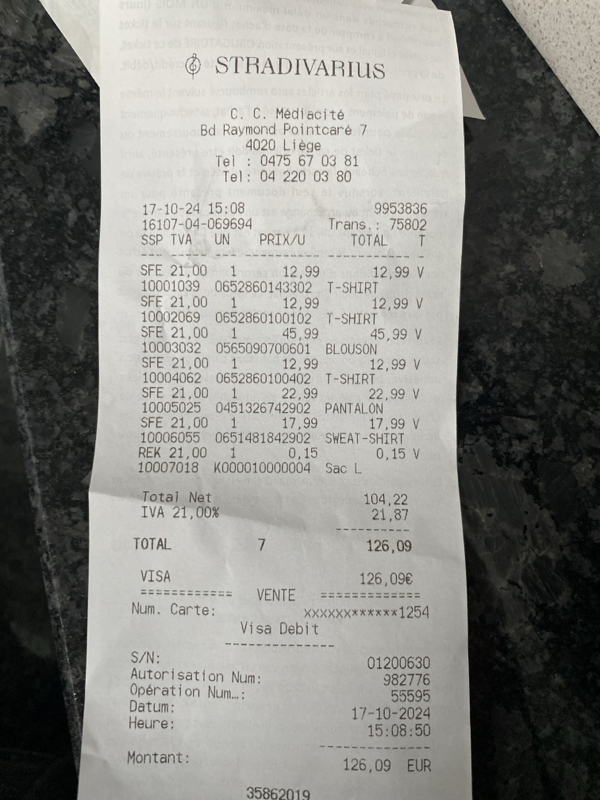 STRADIVARIUS
C. C. Médiacité
Bd Raymond Pointcaré 7
4020 Liège
Tel : 0475 67 03 81
Tel: 04 220 03 80
17-10-24 15:08 9953836
16107-04-069694 Trans.: 75802
SSP TVA UN PRIX/U TOTAL T
SFE 21,00 1 12,99 12,99 V
10001039 0652860143302 T-SHIRT
SFE 21,00 1 12,99 12,99 V
10002069 0652860100102 T-SHIRT
SFE 21,00 1 45,99 45,99 V
10003032 0565090700601 BLOUSON
SFE 21,00 1 12,99 12,99 V
10004062 0652860100402 T-SHIRT
SFE 21,00 1 22,99 22,99 V
10005025 0451326742902 PANTALON
SFE 21,00 1 17,99 17,99 V
10006055 0651481842902 SWEAT-SHIRT
REK 21,00 1 0,15 0,15 V
10007018 K000010000004 Sac L
Total Net 104,22
IVA 21,00% 21,87
TOTAL 7 126,09
VISA 126,09€
============ VENTE =============
Num. Carte: xxxxxx************1254
Visa Debit
S/N: 01200630
Autorisation Num: 982776
Opération Num…: 55595
Datum: 17-10-2024
Heure: 15:08:50
Montant: 126,09 EUR
35862019